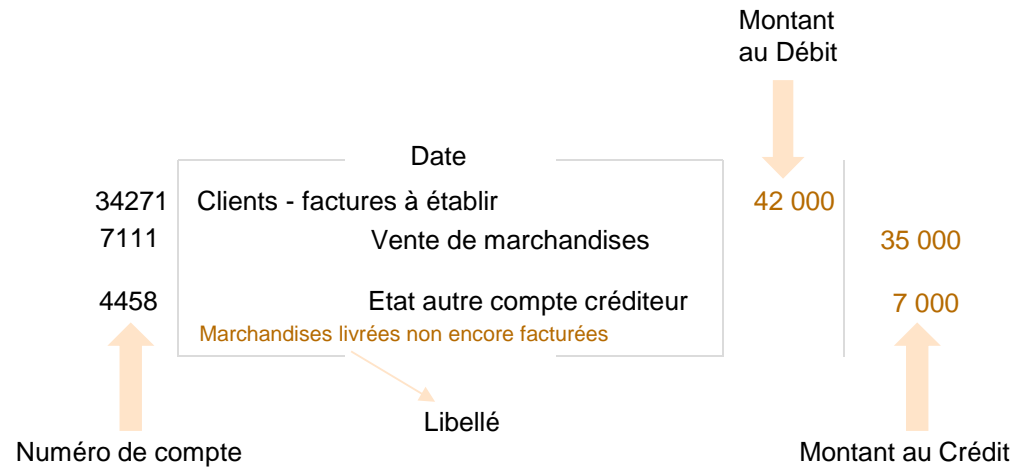 Montant
au Débit
Date
34271 Clients - factures à établir 42 000
7111 Vente de marchandises 35 000
4458 Etat autre compte créditeur 7 000
Marchandises livrées non encore facturées
Libellé
Numéro de compte Montant au Crédit